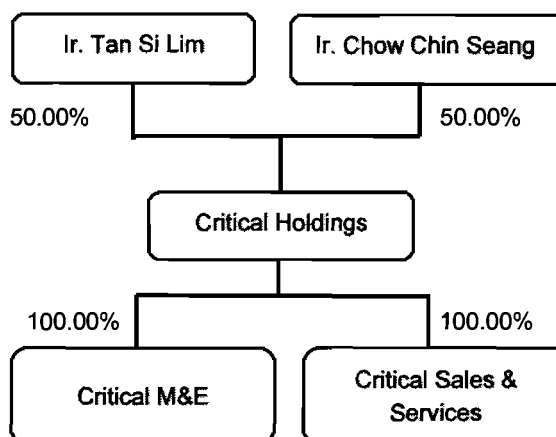 Ir. Tan Si Lim
Ir. Chow Chin Seang
50.00%
50.00%
Critical Holdings
100.00%
100.00%
Critical M&E
Critical Sales &
Services